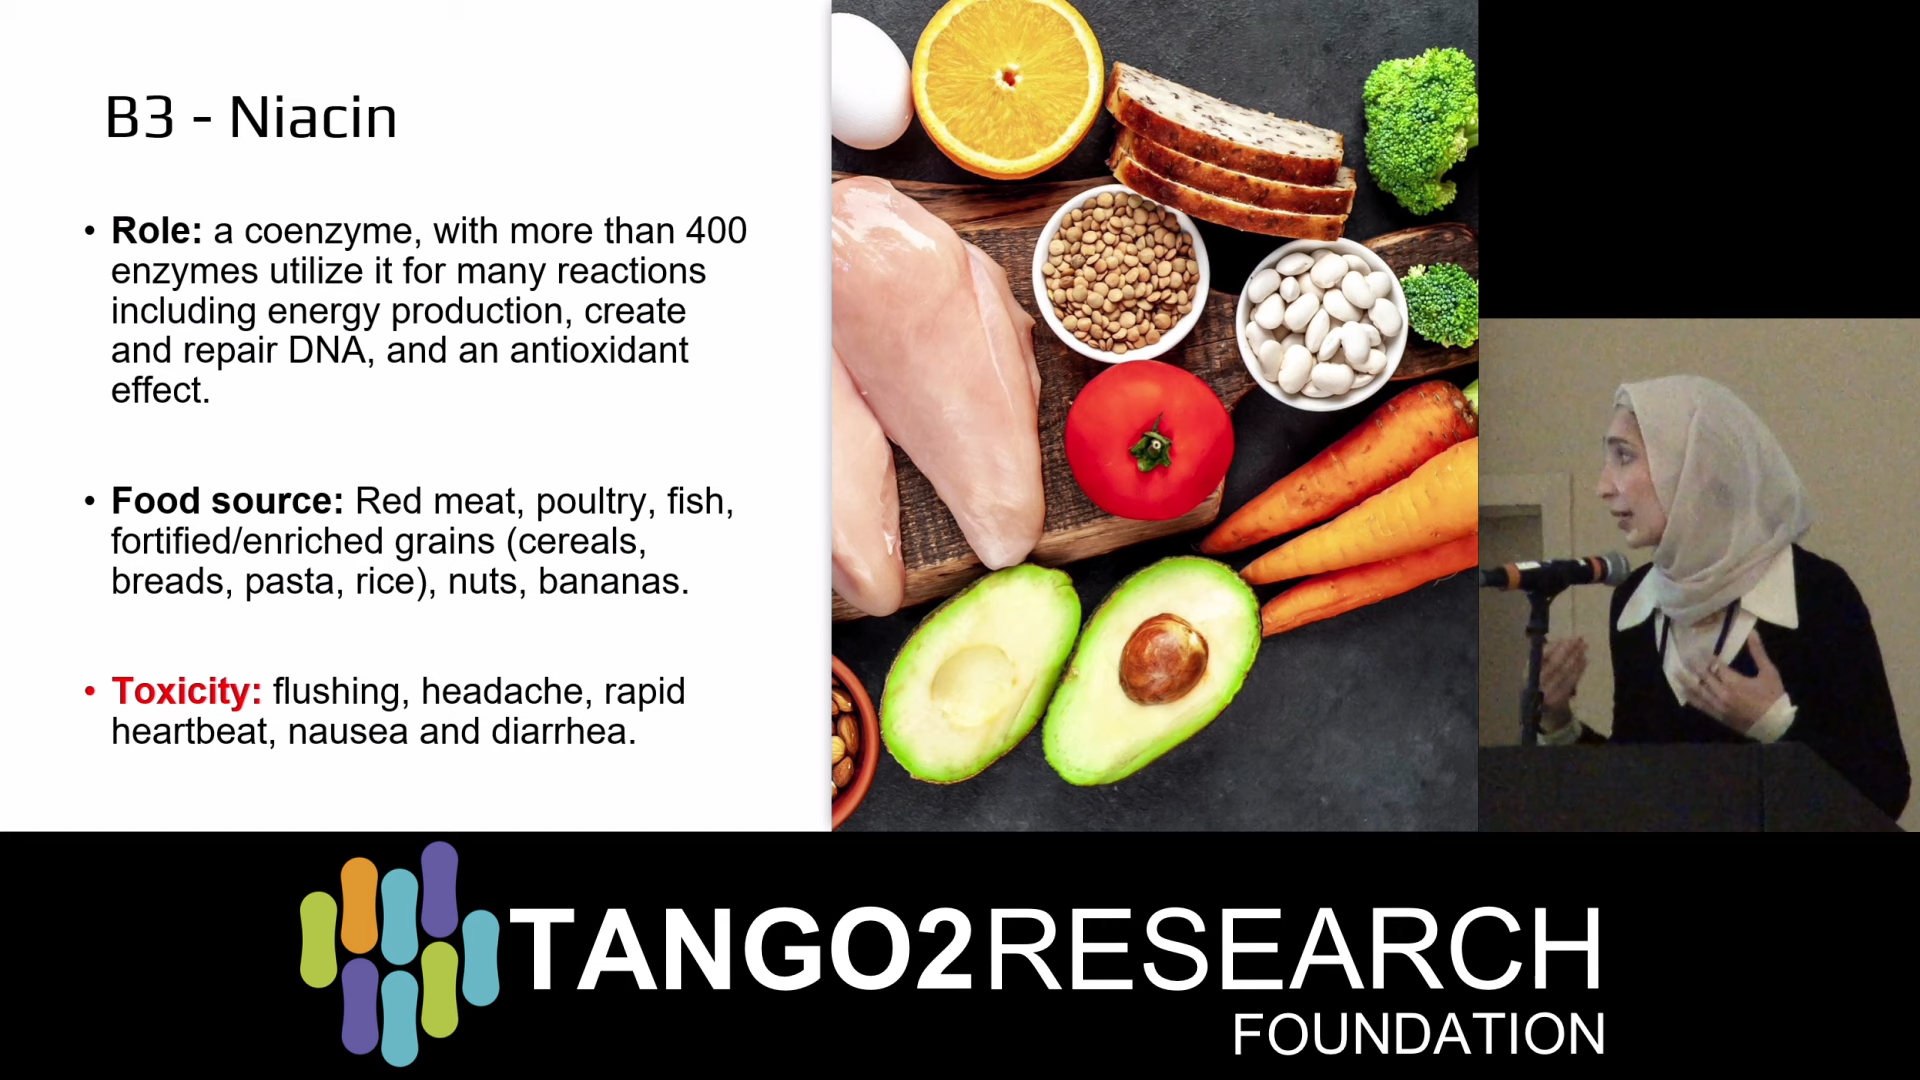 B3 - Niacin
• Role: a coenzyme, with more than 400
enzymes utilize it for many reactions
including energy production, create
and repair DNA, and an antioxidant
effect.
• Food source: Red meat, poultry, fish,
fortified/enriched grains (cereals,
breads, pasta, rice), nuts, bananas.
• Toxicity: flushing, headache, rapid
heartbeat, nausea and diarrhea.
TANGO2RESEARCH
FOUNDATION